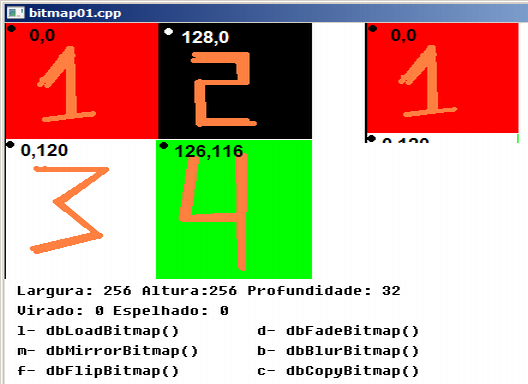 bitmap01.cpp
0,0 128,0 0,0
1 2 1
0,120 126,116 0,120
3 4
Largura: 256 Altura:256 Profundidade: 32
Virado: 0 Espelhado: 0
l- dbLoadBitmap() d- dbFadeBitmap()
m- dbMirrorBitmap() b- dbBlurBitmap()
f- dbFlipBitmap() c- dbCopyBitmap()